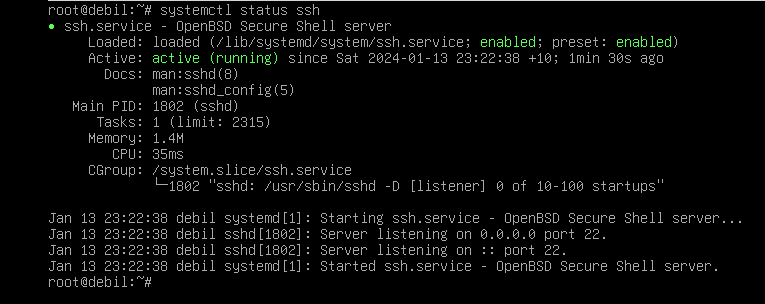 root@debil:~# systemctl status ssh
● ssh.service - OpenBSD Secure Shell server
Loaded: loaded (/lib/systemd/system/ssh.service; enabled; preset: enabled)
Active: active (running) since Sat 2024-01-13 23:22:38 +10; 1min 30s ago
Docs: man:sshd(8)
man:sshd_config(5)
Main PID: 1802 (sshd)
Tasks: 1 (limit: 2315)
Memory: 1.4M
CPU: 35ms
CGroup: /system.slice/ssh.service
└─1802 "sshd: /usr/sbin/sshd -D [listener] 0 of 10-100 startups"
Jan 13 23:22:38 debil systemd[1]: Starting ssh.service - OpenBSD Secure Shell server...
Jan 13 23:22:38 debil sshd[1802]: Server listening on 0.0.0.0 port 22.
Jan 13 23:22:38 debil sshd[1802]: Server listening on :: port 22.
Jan 13 23:22:38 debil systemd[1]: Started ssh.service - OpenBSD Secure Shell server.
root@debil:~#